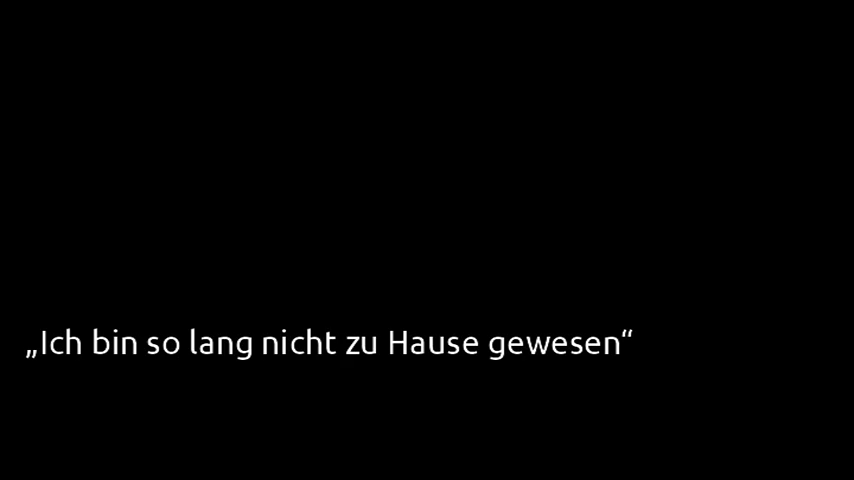 „Ich bin so lang nicht zu Hause gewesen“